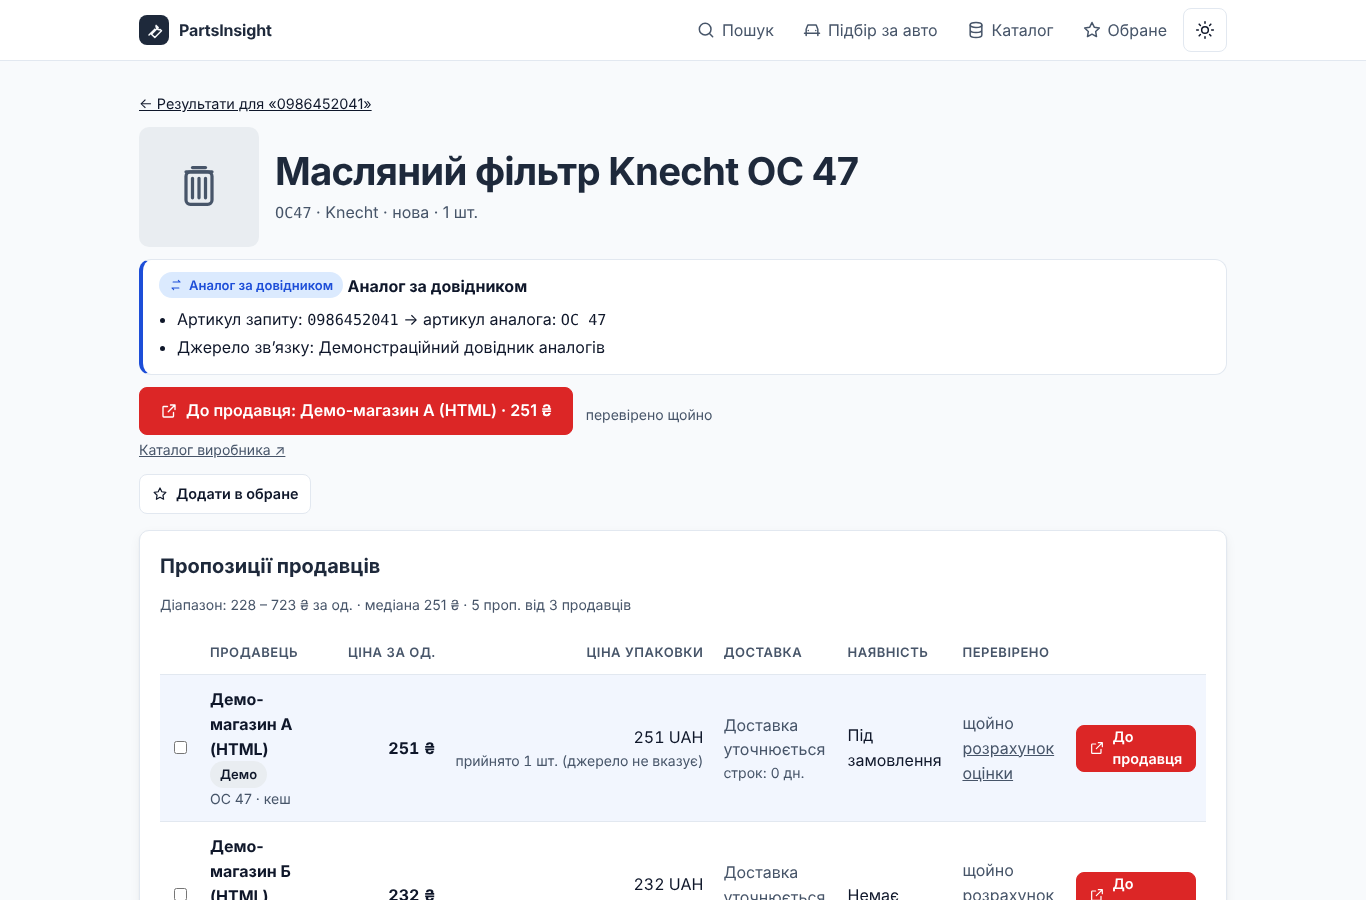 PartsInsight
Пошук
Підбір за авто
Каталог
Обране
← Результати для «0986452041»
Масляний фільтр Knecht OC 47
OC47 · Knecht · нова · 1 шт.
Аналог за довідником Аналог за довідником
• Артикул запиту: 0986452041 → артикул аналога: OC 47
• Джерело зв'язку: Демонстраційний довідник аналогів
До продавця: Демо-магазин А (HTML) · 251 ₴
перевірено щойно
Каталог виробника ↗
Додати в обране
Пропозиції продавців
Діапазон: 228 – 723 ₴ за од. · медіана 251 ₴ · 5 проп. від 3 продавців
ПРОДАВЕЦЬ ЦІНА ЗА ОД. ЦІНА УПАКОВКИ ДОСТАВКА НАЯВНІСТЬ ПЕРЕВІРЕНО
Демо-
магазин А
(HTML)
Демо
OC 47 · кеш
251 ₴
251 UAH
прийнято 1 шт. (джерело не вказує)
Доставка
уточнюється
строк: 0 дн.
Під
замовлення
щойно
розрахунок
оцінки
До
продавця
Демо-
магазин Б
(HTML)
232 ₴
232 UAH
Доставка
уточнюється
Немає
щойно
розрахунок
До